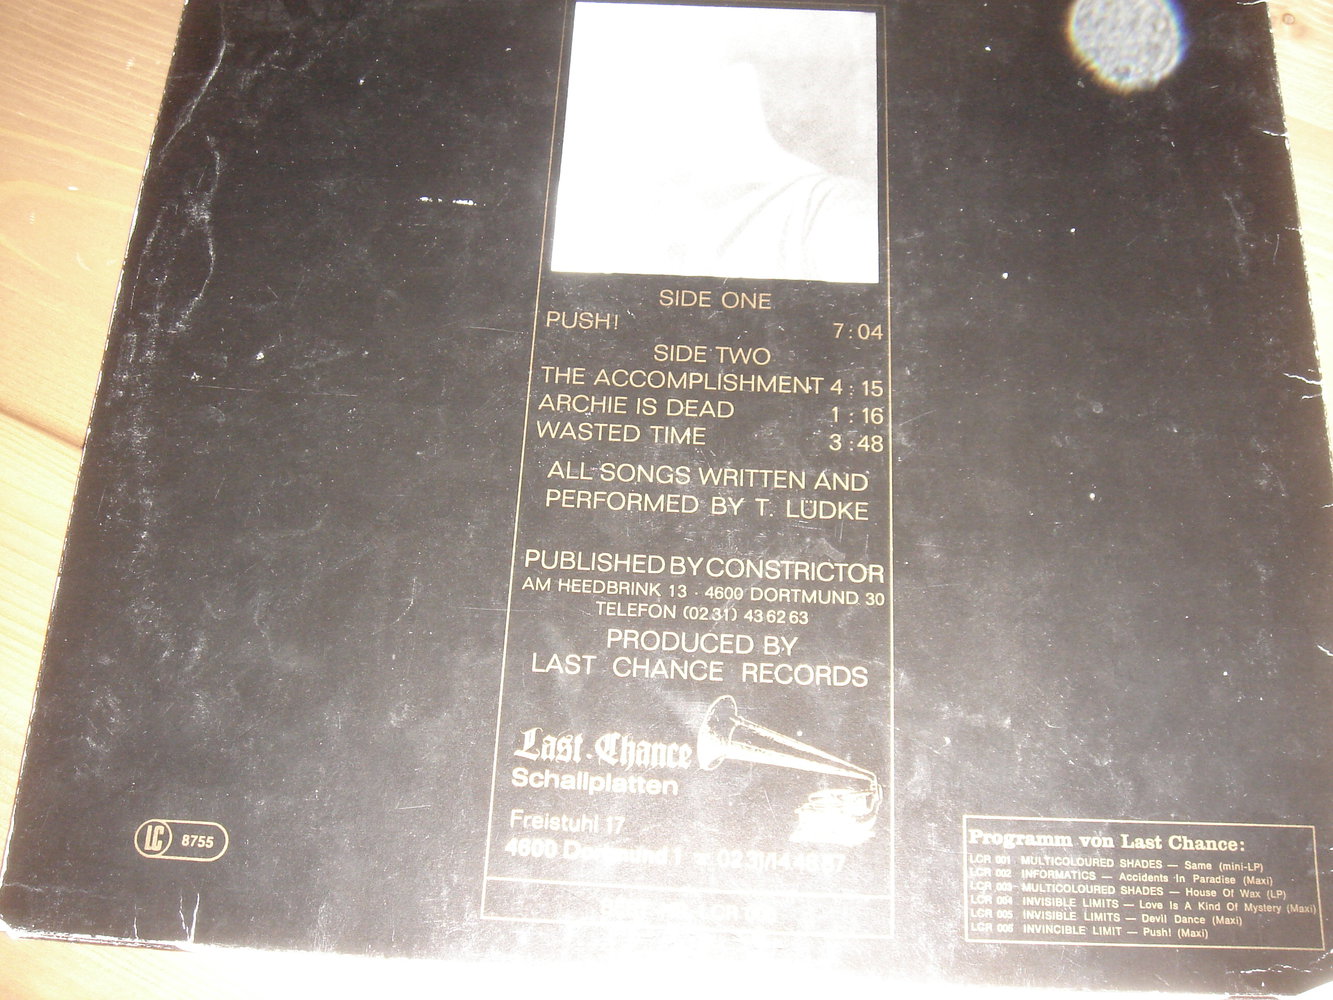 SIDE ONE
PUSH! 7:04
SIDE TWO
THE ACCOMPLISHMENT 4:15
ARCHIE IS DEAD 1:16
WASTED TIME 3:48
ALL SONGS WRITTEN AND
PERFORMED BY T. LÜDKE
PUBLISHED BY CONSTRICTOR
AM HEEDBRINK 13 · 4600 DORTMUND 30
TELEFON (0231) 43 62 63
PRODUCED BY
LAST CHANCE RECORDS
Last Chance
Schallplatten
Freistuhl 17
4600 Dortmund 1
LC 8755
Programm von Last Chance:
LCR 001 MULTICOLOURED SHADES — Same (mini-LP)
LCR 002 INFORMATICS — Accidents In Paradise (Maxi)
LCR 003 MULTICOLOURED SHADES — House Of Wax (LP)
LCR 004 INVISIBLE LIMITS — Love Is A Kind Of Mystery (Maxi)
LCR 005 INVISIBLE LIMITS — Devil Dance (Maxi)
LCR 006 INVINCIBLE LIMIT — Push! (Maxi)